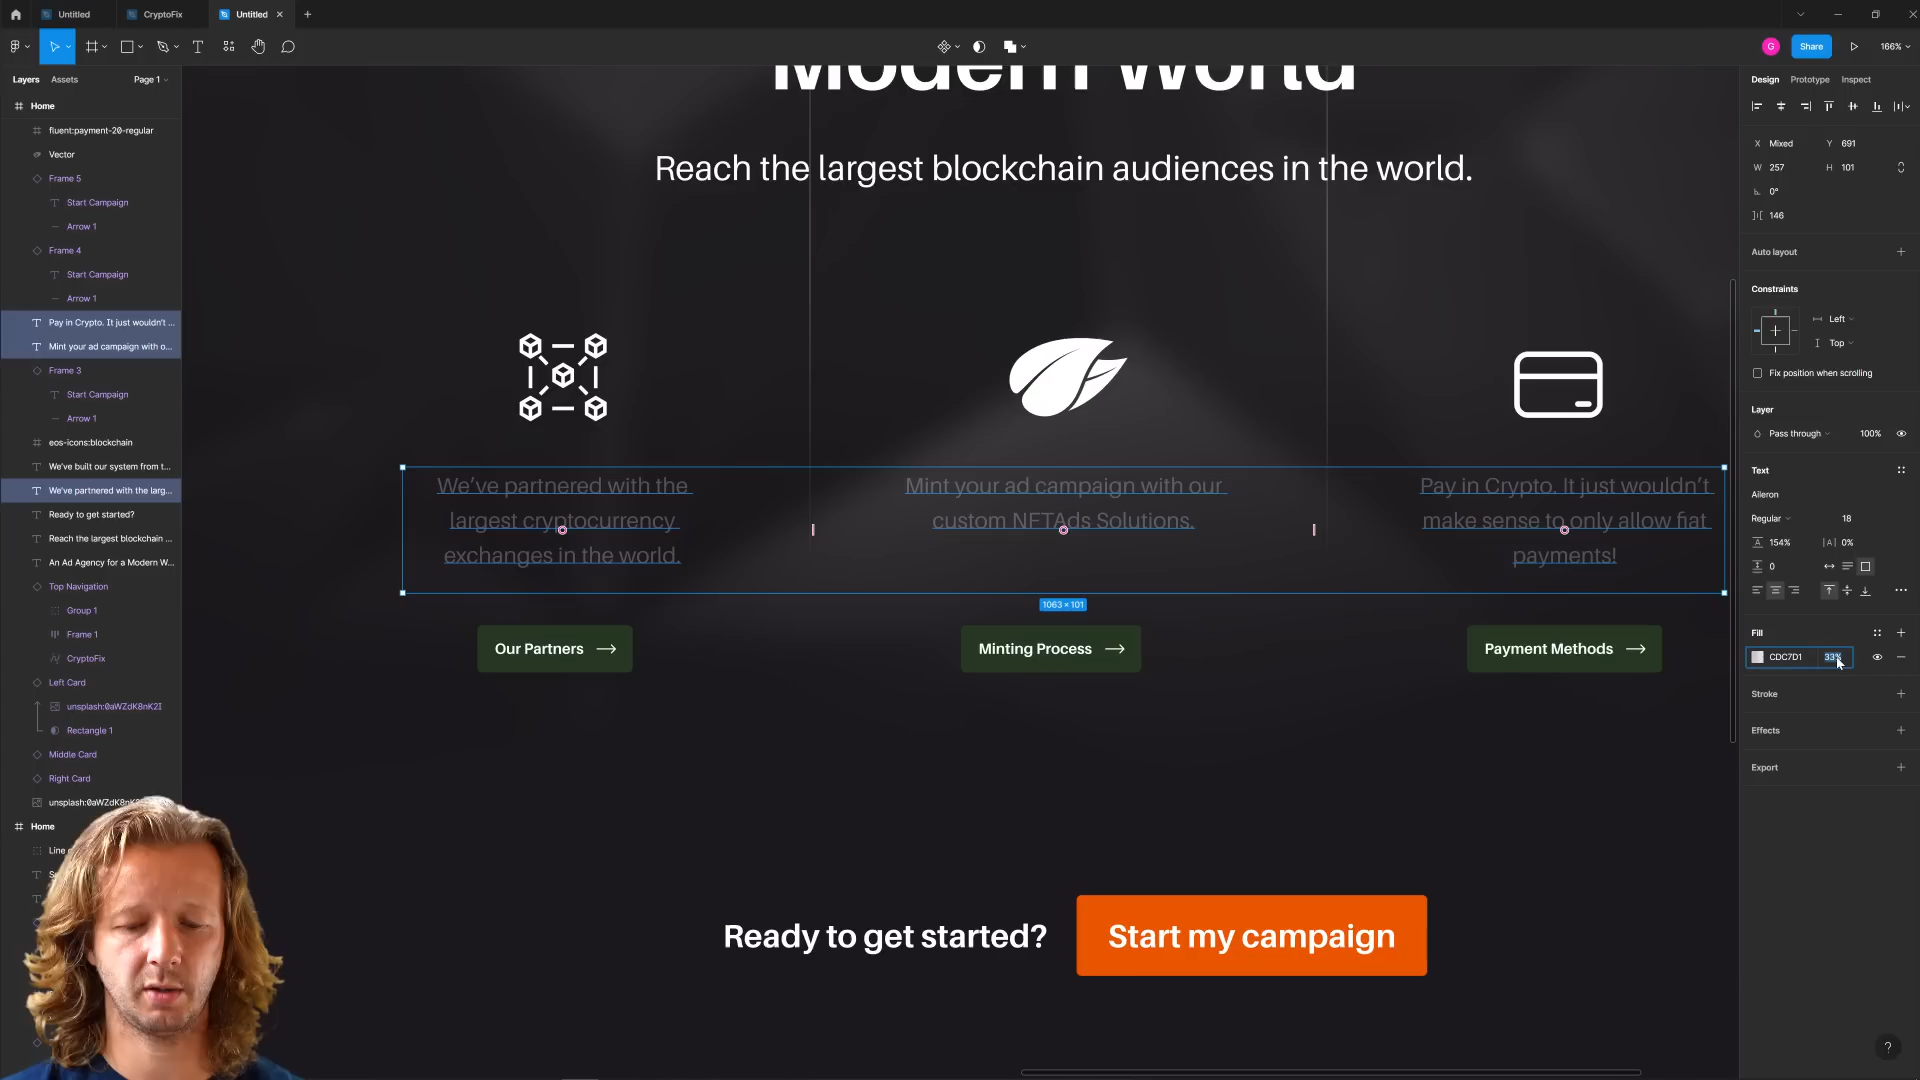 Untitled
CryptoFix
Untitled
G
Share
166%
Layers
Assets
Page 1
Design
Prototype
Inspect
Home
fluent:payment-20-regular
Vector
Frame 5
Start Campaign
Arrow 1
Frame 4
Start Campaign
Arrow 1
Pay in Crypto. It just wouldn't ...
Mint your ad campaign with o...
Frame 3
Start Campaign
Arrow 1
eos-icons:blockchain
We've built our system from t...
We've partnered with the larg...
Ready to get started?
Reach the largest blockchain ...
An Ad Agency for a Modern W...
Top Navigation
Group 1
Frame 1
CryptoFix
Left Card
unsplash:0aWZdK8nK2I
Rectangle 1
Middle Card
Right Card
unsplash:0aWZdK8nK
Home
Line
Modern World
Reach the largest blockchain audiences in the world.
We've partnered with the
largest cryptocurrency
exchanges in the world.
Mint your ad campaign with our
custom NFTAds Solutions.
Pay in Crypto. It just wouldn't
make sense to only allow fiat
payments!
1063 × 101
Our Partners
Minting Process
Payment Methods
Ready to get started?
Start my campaign
X Mixed Y 691
W 257 H 101
0°
146
Auto layout
Constraints
Left
Top
Fix position when scrolling
Layer
Pass through 100%
Text
Aileron
Regular 18
154% 0%
0
Fill
CDC7D1 33%
Stroke
Effects
Export
?